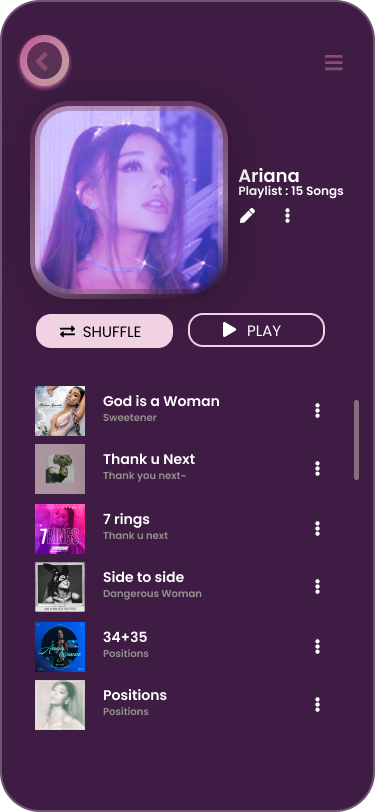 Ariana
Playlist : 15 Songs
SHUFFLE
PLAY
God is a Woman
Sweetener
Thank u Next
Thank you next~
7 rings
Thank u next
7RINGS
Side to side
Dangerous Woman
34+35
Positions
Positions
Positions